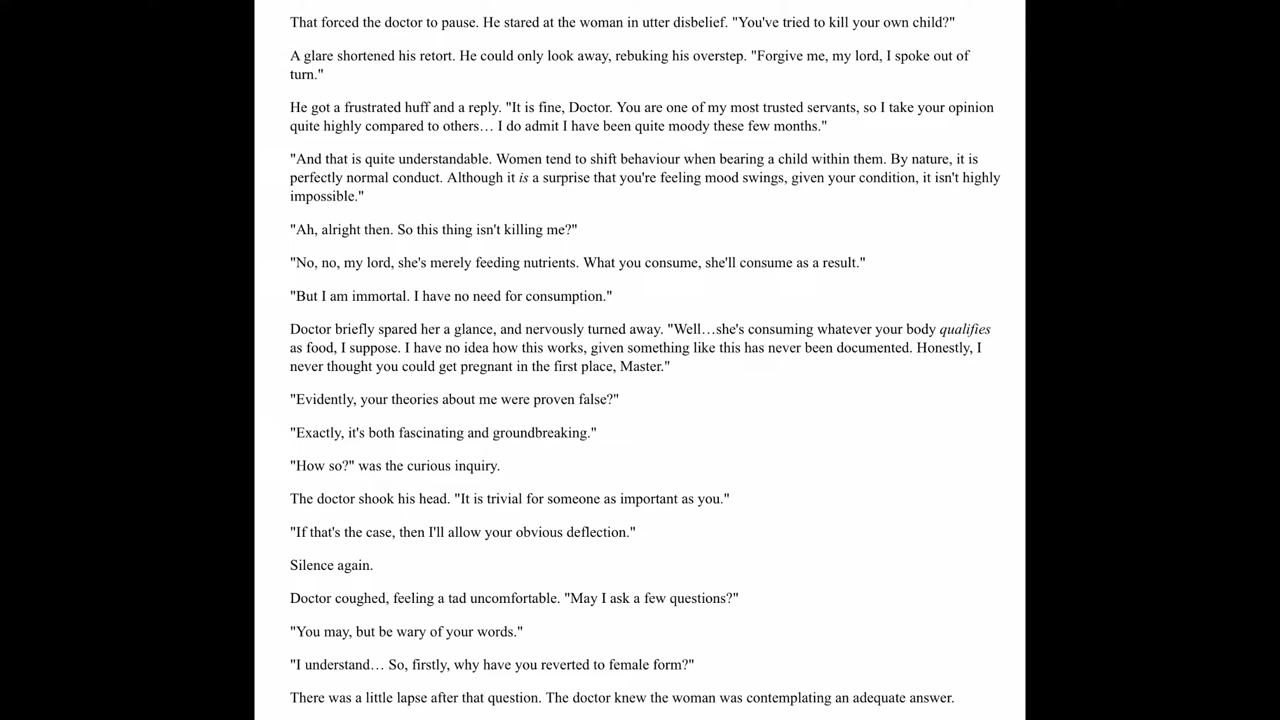 That forced the doctor to pause. He stared at the woman in utter disbelief. "You've tried to kill your own child?"
A glare shortened his retort. He could only look away, rebuking his overstep. "Forgive me, my lord, I spoke out of
turn."
He got a frustrated huff and a reply. "It is fine, Doctor. You are one of my most trusted servants, so I take your opinion
quite highly compared to others… I do admit I have been quite moody these few months."
"And that is quite understandable. Women tend to shift behaviour when bearing a child within them. By nature, it is
perfectly normal conduct. Although it is a surprise that you're feeling mood swings, given your condition, it isn't highly
impossible."
"Ah, alright then. So this thing isn't killing me?"
"No, no, my lord, she's merely feeding nutrients. What you consume, she'll consume as a result."
"But I am immortal. I have no need for consumption."
Doctor briefly spared her a glance, and nervously turned away. "Well…she's consuming whatever your body qualifies
as food, I suppose. I have no idea how this works, given something like this has never been documented. Honestly, I
never thought you could get pregnant in the first place, Master."
"Evidently, your theories about me were proven false?"
"Exactly, it's both fascinating and groundbreaking."
"How so?" was the curious inquiry.
The doctor shook his head. "It is trivial for someone as important as you."
"If that's the case, then I'll allow your obvious deflection."
Silence again.
Doctor coughed, feeling a tad uncomfortable. "May I ask a few questions?"
"You may, but be wary of your words."
"I understand… So, firstly, why have you reverted to female form?"
There was a little lapse after that question. The doctor knew the woman was contemplating an adequate answer.